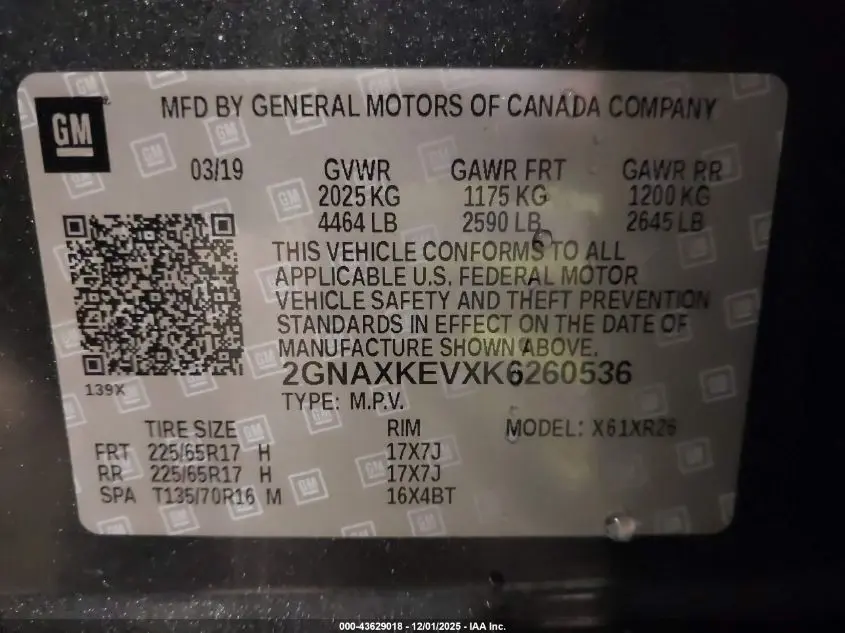 GM
MFD BY GENERAL MOTORS OF CANADA COMPANY
03/19 GVWR GAWR FRT GAWR RR
2025 KG 1175 KG 1200 KG
4464 LB 2590 LB 2645 LB
THIS VEHICLE CONFORMS TO ALL
APPLICABLE U.S. FEDERAL MOTOR
VEHICLE SAFETY AND THEFT PREVENTION
STANDARDS IN EFFECT ON THE DATE OF
MANUFACTURE SHOWN ABOVE.
2GNAXKEVXK6260536
139X
TYPE: M.P.V.
TIRE SIZE RIM MODEL: X61XR26
FRT 225/65R17 H 17X7J
RR 225/65R17 H 17X7J
SPA T135/70R16 M 16X4BT
000-43629018 - 12/01/2025 - IAA Inc.